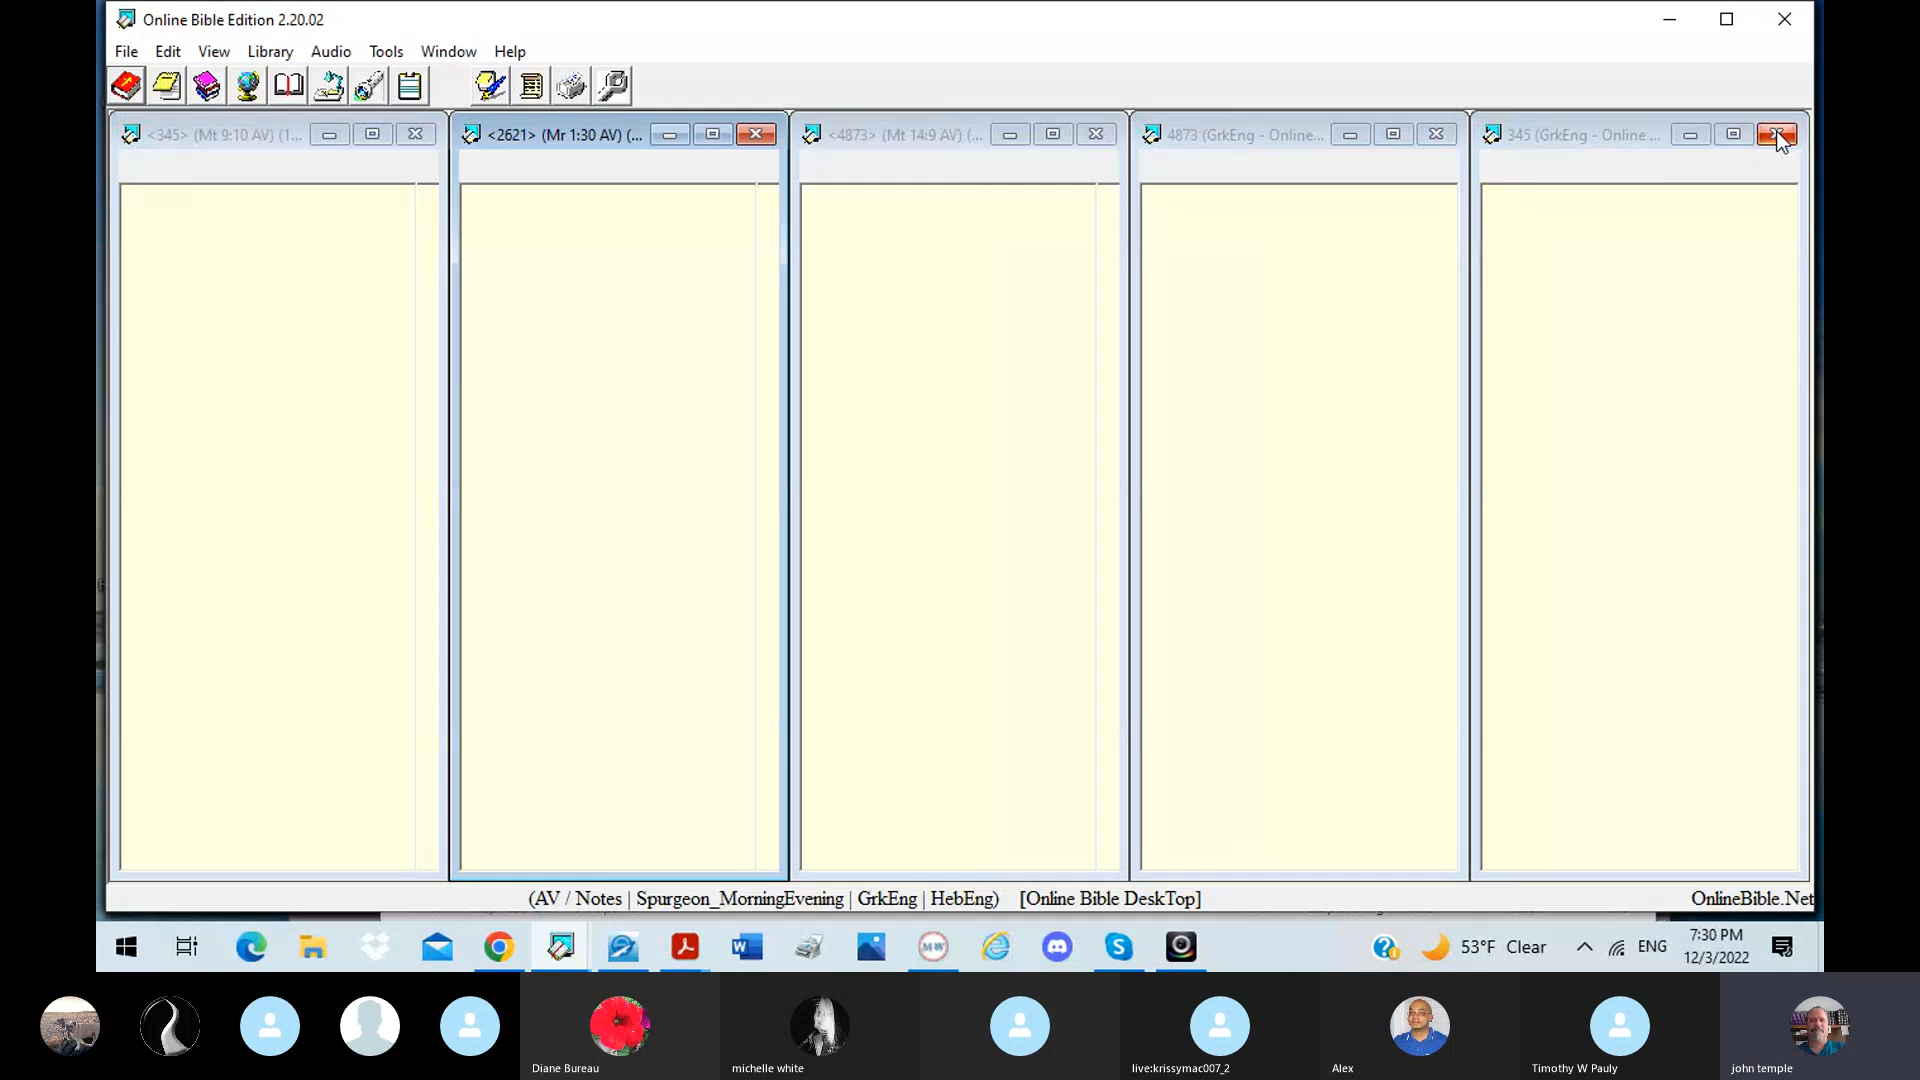 Online Bible Edition 2.20.02
File Edit View Library Audio Tools Window Help
<345> (Mt 9:10 AV) (1...
<2621> (Mr 1:30 AV) (...
<4873> (Mt 14:9 AV) (...
4873 (GrkEng - Online...
345 (GrkEng - Online ...
(AV / Notes | Spurgeon_MorningEvening | GrkEng | HebEng) [Online Bible DeskTop]
OnlineBible.Net
W
MW
S
53°F Clear
ENG
7:30 PM
12/3/2022
Diane Bureau
michelle white
live:krissymac007_2
Alex
Timothy W Pauly
john temple